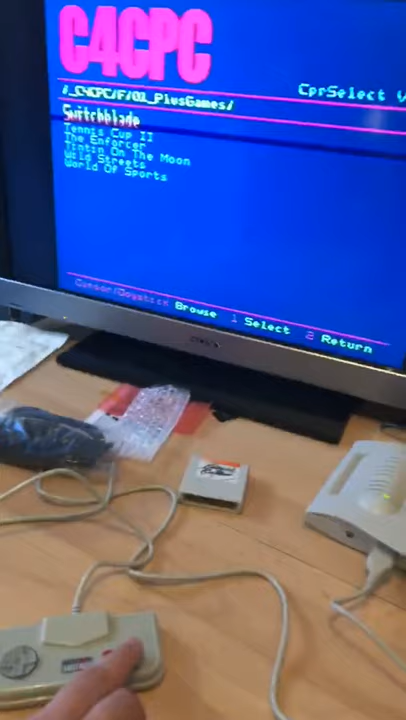 C4CPC
CprSelect V
/_C4CPC/F/02_PlusGames/
Switchblade
Tennis Cup II
The Enforcer
Tintin On The Moon
Wild Streets
World Of Sports
Cursor/Joystick Browse 1 Select 2 Return